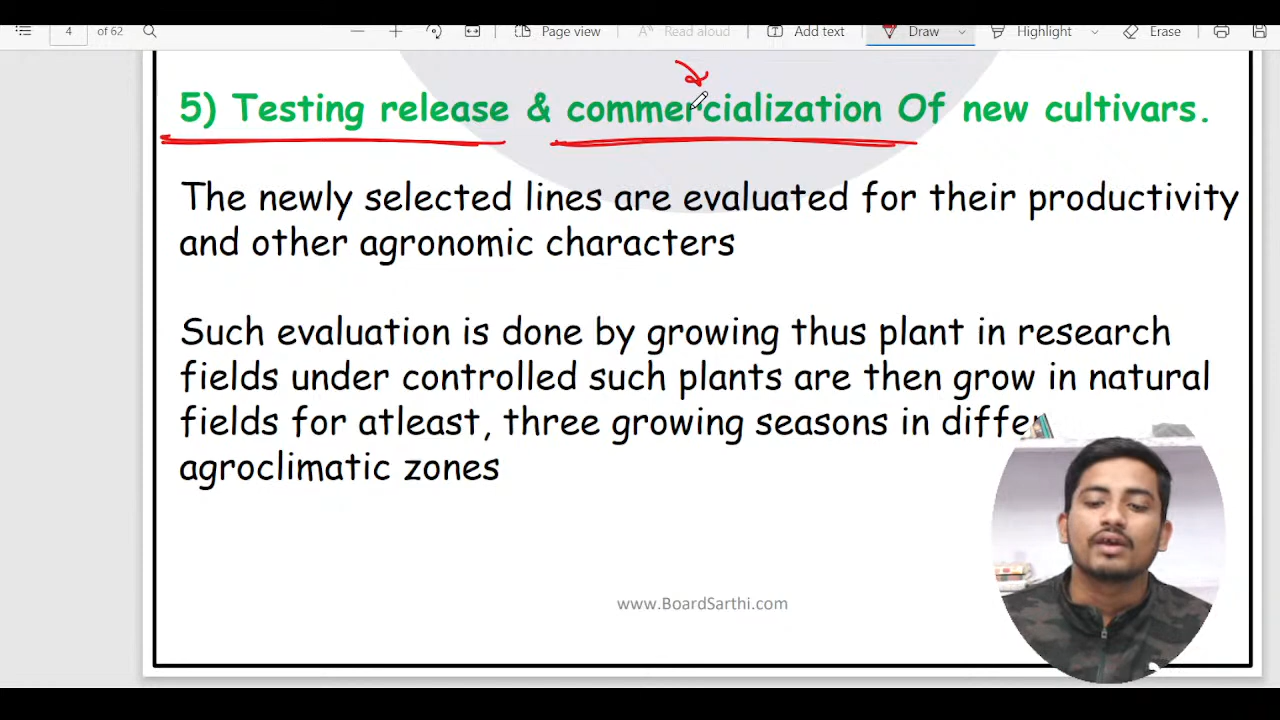 4 of 62 Page view Read aloud Add text Draw Highlight Erase
5) Testing release & commercialization Of new cultivars.
The newly selected lines are evaluated for their productivity
and other agronomic characters
Such evaluation is done by growing thus plant in research
fields under controlled such plants are then grow in natural
fields for atleast, three growing seasons in
agroclimatic zones
www.BoardSarthi.com